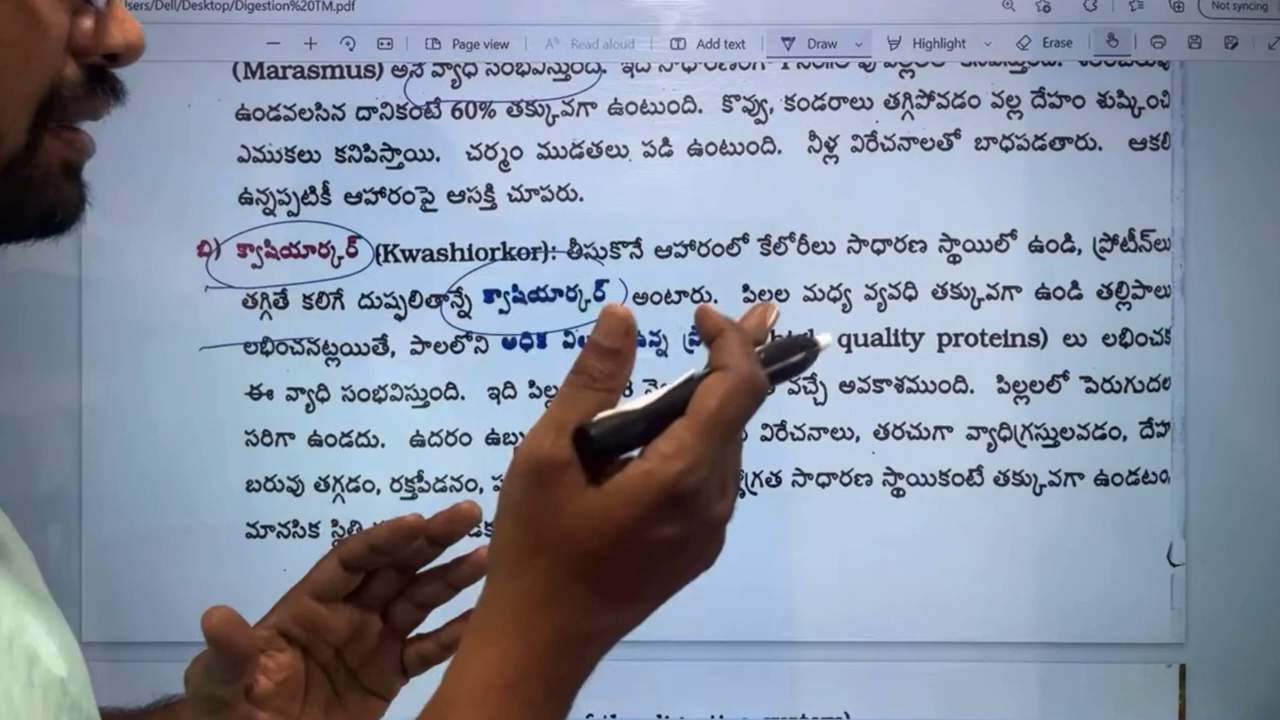 sers/Dell/Desktop/Digestion%20TM.pdf
Not syncing
Page view
Read aloud
Add text
Draw
Highlight
Erase
(Marasmus) అనే వ్యాధి సంభవిస్తుంది. ఇది
ఉండవలసిన దానికంటే 60% తక్కువగా ఉంటుంది. కొవ్వు, కండరాలు తగ్గిపోవడం వల్ల దేహం శుష్కించి
ఎముకలు కనిపిస్తాయి. చర్మం ముడతలు పడి ఉంటుంది. నీళ్ల విరేచనాలతో బాధపడతారు. ఆకలి
ఉన్నప్పటికీ ఆహారంపై ఆసక్తి చూపరు.
బి) క్వాషియార్కర్ (Kwashiorkor): తీసుకొనే ఆహారంలో కేలోరీలు సాధారణ స్థాయిలో ఉండి, ప్రోటీన్‌లు
తగ్గితే కలిగే దుష్ఫలితాన్నే క్వాషియార్కర్ అంటారు. పిల్లల మధ్య వ్యవధి తక్కువగా ఉండి తల్లిపాలు
లభించనట్లయితే, పాలలోని అధిక ఉన్న quality proteins) లు లభించక
ఈ వ్యాధి సంభవిస్తుంది. ఇది వచ్చే అవకాశముంది. పిల్లలలో పెరుగుదల
సరిగా ఉండదు. ఉదరం విరేచనాలు, తరచుగా వ్యాధిగ్రస్తులవడం, దేహ
బరువు తగ్గడం, రక్తపీడనం, సాధారణ స్థాయికంటే తక్కువగా ఉండటం,
మానసిక